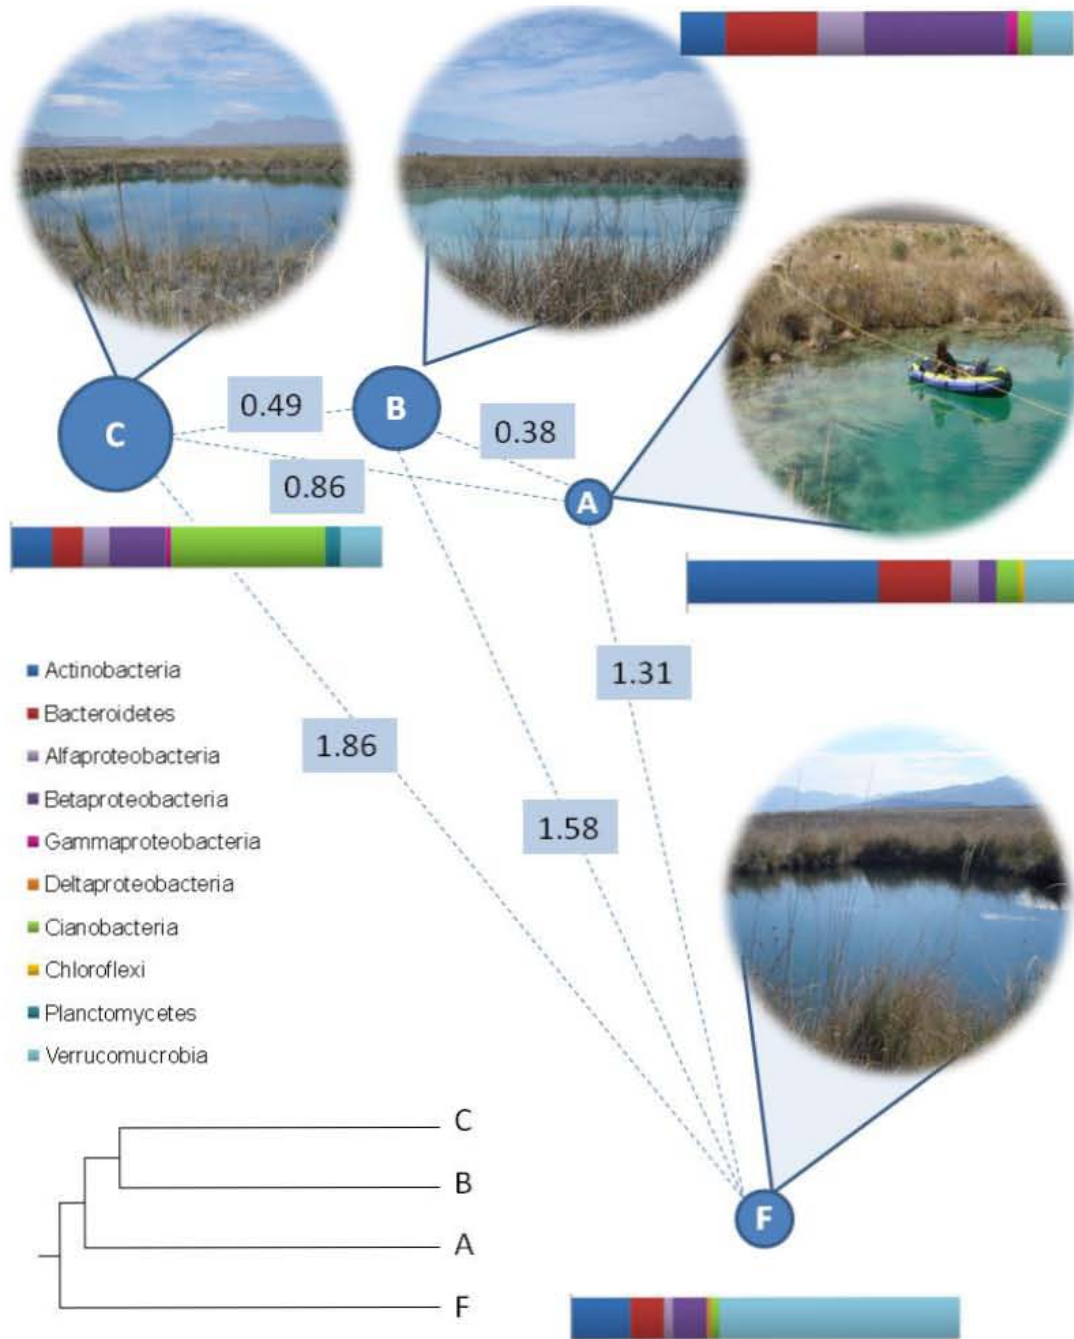 C
B
A
0.49
0.38
0.86
1.31
1.86
1.58
Actinobacteria
Bacteroidetes
Alfaproteobacteria
Betaproteobacteria
Gammaproteobacteria
Deltaproteobacteria
Cianobacteria
Chloroflexi
Planctomycetes
Verrucomucrobia
F
C
B
A
F